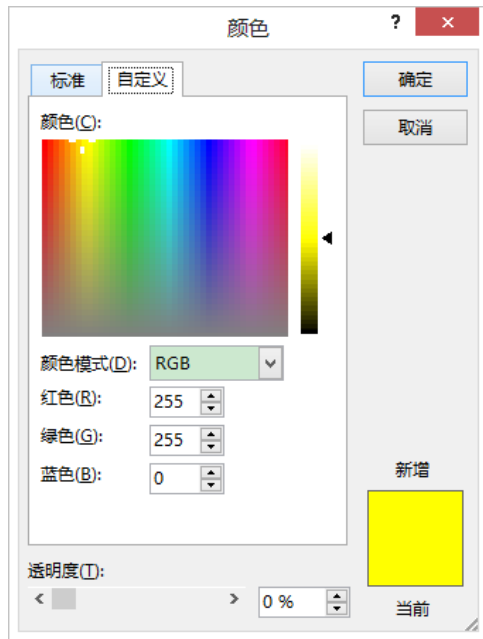 颜色
? ×
标准 自定义
确定
取消
颜色(C):
颜色模式(D): RGB
红色(R): 255
绿色(G): 255
蓝色(B): 0
新增
当前
透明度(T):
0 %